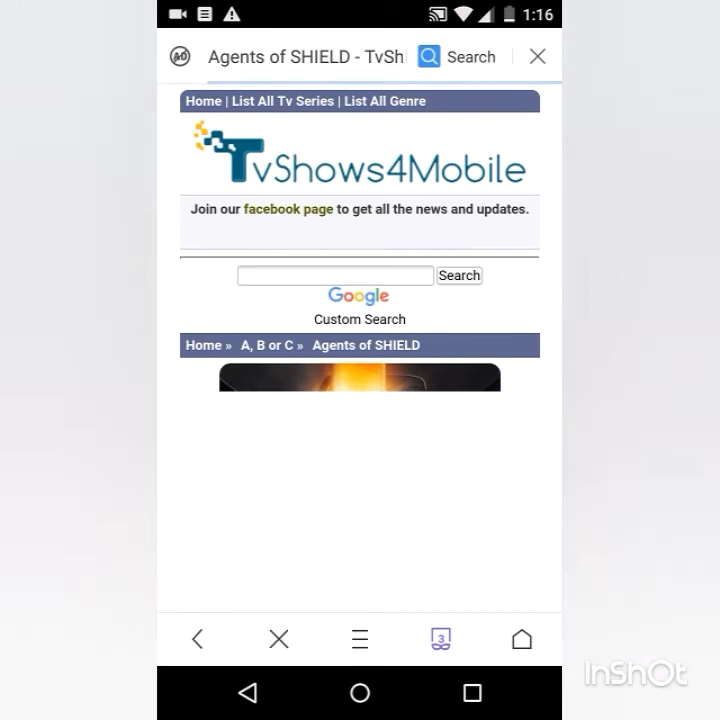 1:16
AD
Agents of SHIELD - TvSh
Search
Home | List All Tv Series | List All Genre
TvShows4Mobile
Join our facebook page to get all the news and updates.
Search
Google
Custom Search
Home » A, B or C » Agents of SHIELD
3
InShOt